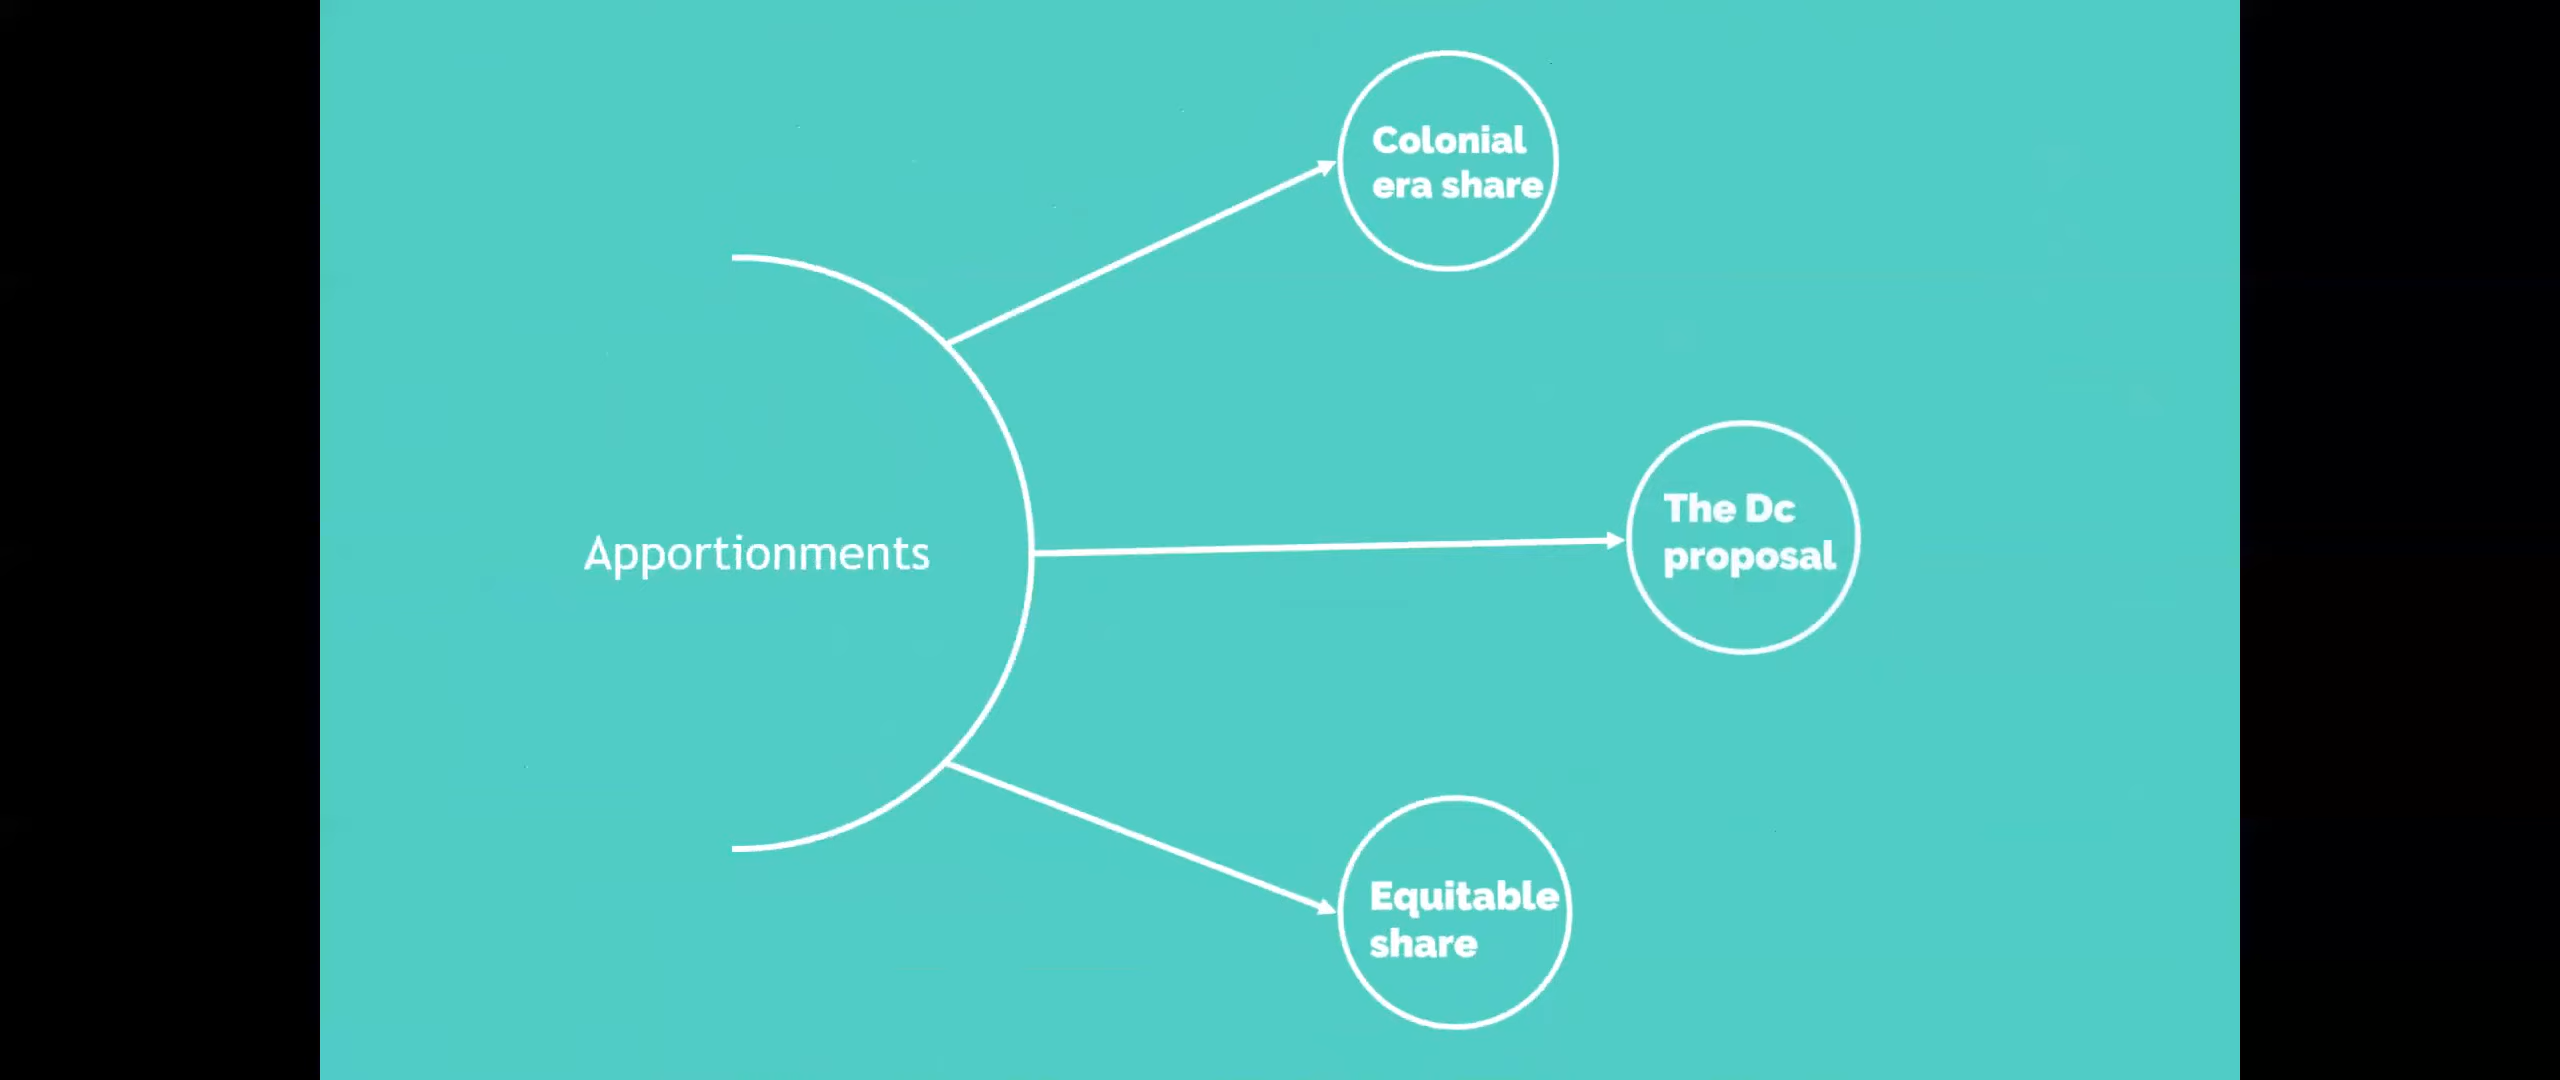 Colonial
era share
Apportionments
The Dc
proposal
Equitable
share